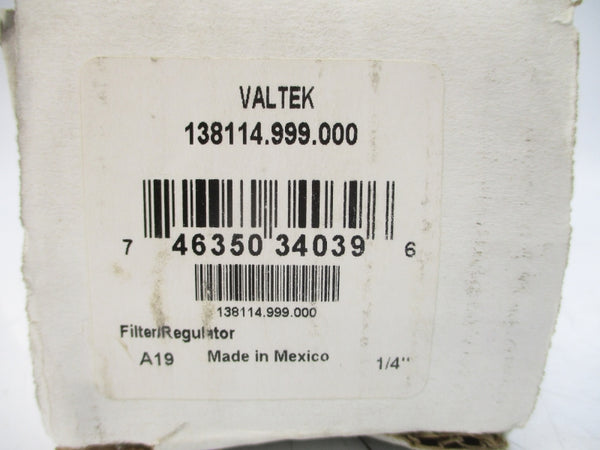 VALTEK
138114.999.000
7 46350 34039 6
138114.999.000
Filter/Regulator
A19 Made in Mexico 1/4"